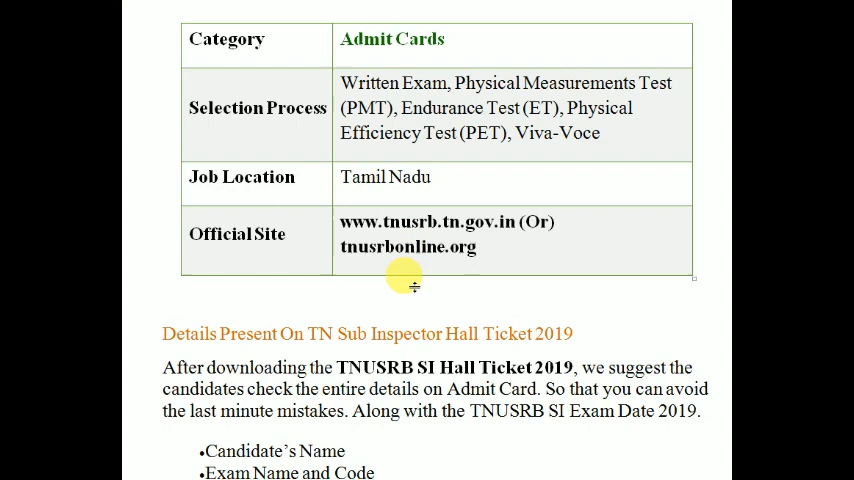 Category
Admit Cards
Selection Process
Written Exam, Physical Measurements Test
(PMT), Endurance Test (ET), Physical
Efficiency Test (PET), Viva-Voce
Job Location
Tamil Nadu
Official Site
www.tnusrb.tn.gov.in (Or)
tnusrbonline.org
Details Present On TN Sub Inspector Hall Ticket 2019
After downloading the TNUSRB SI Hall Ticket 2019, we suggest the
candidates check the entire details on Admit Card. So that you can avoid
the last minute mistakes. Along with the TNUSRB SI Exam Date 2019.
•Candidate’s Name
•Exam Name and Code